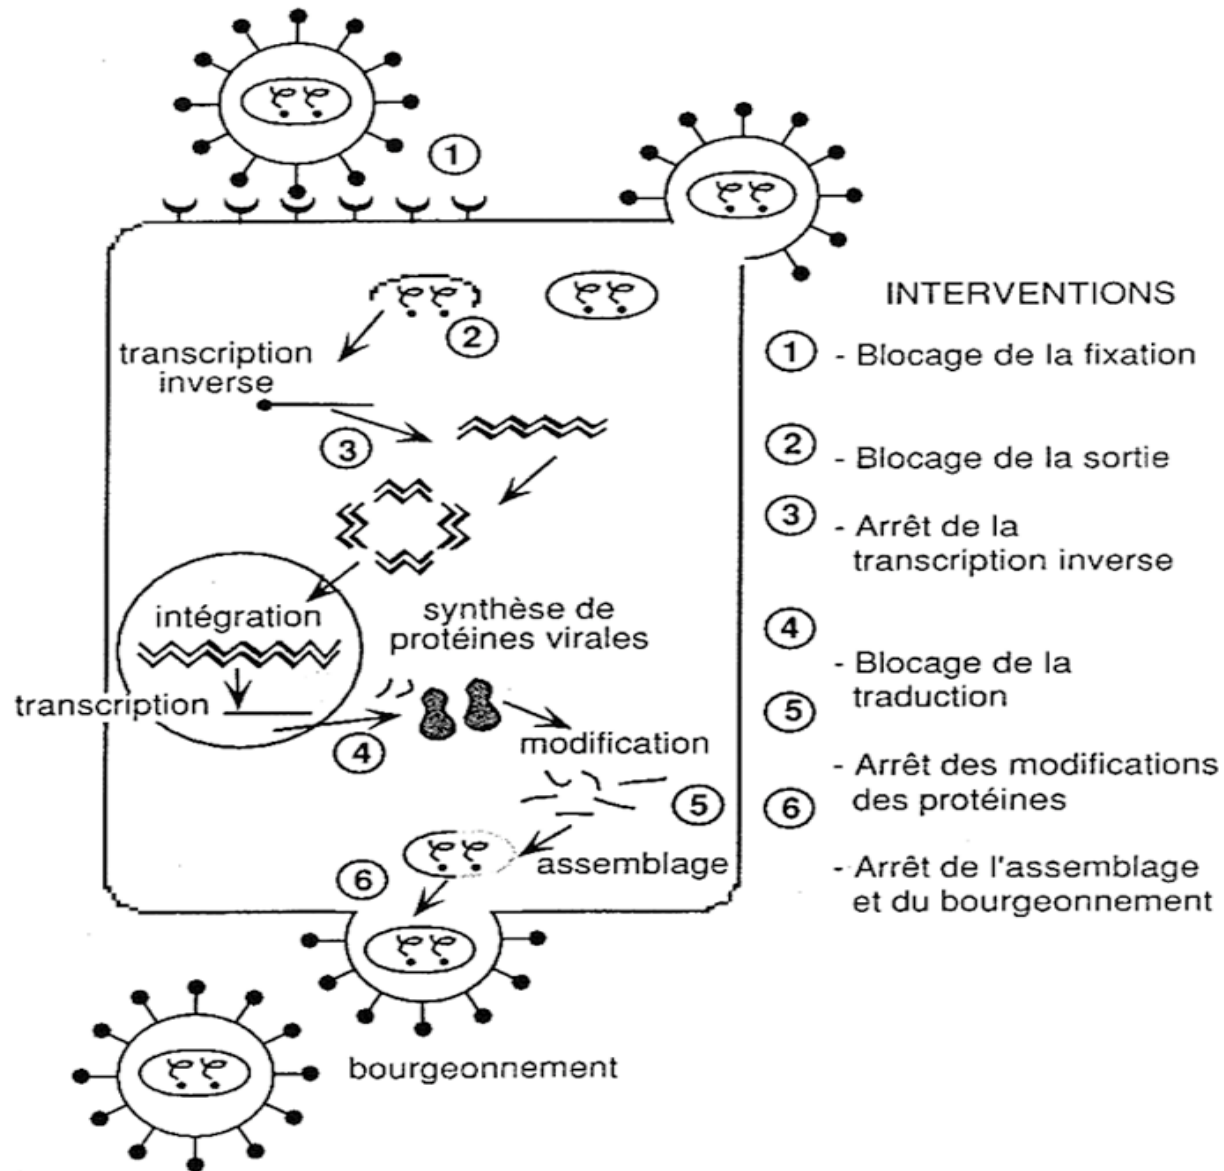 1
2
transcription
inverse
3
intégration
synthèse de
protéines virales
transcription
4
modification
5
assemblage
6
bourgeonnement
INTERVENTIONS
1 - Blocage de la fixation
2 - Blocage de la sortie
3 - Arrêt de la
transcription inverse
4
- Blocage de la
traduction
5
- Arrêt des modifications
des protéines
6
- Arrêt de l'assemblage
et du bourgeonnement